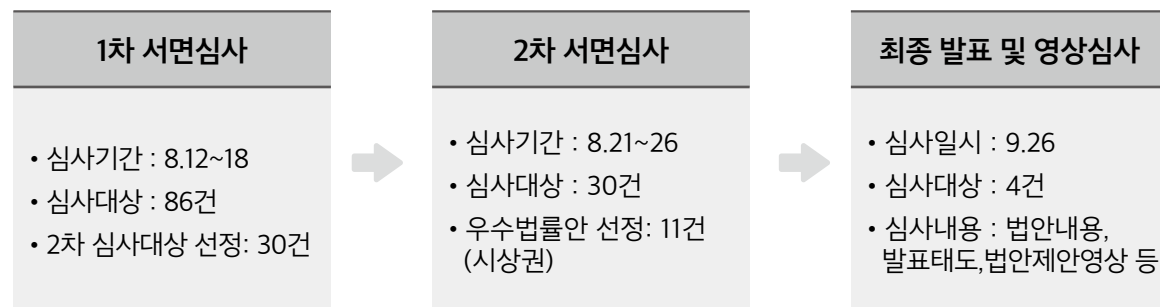 1차 서면심사
• 심사기간 : 8.12~18
• 심사대상 : 86건
• 2차 심사대상 선정: 30건
2차 서면심사
• 심사기간 : 8.21~26
• 심사대상 : 30건
• 우수법률안 선정: 11건
(시상권)
최종 발표 및 영상심사
• 심사일시 : 9.26
• 심사대상 : 4건
• 심사내용 : 법안내용,
발표태도,법안제안영상 등